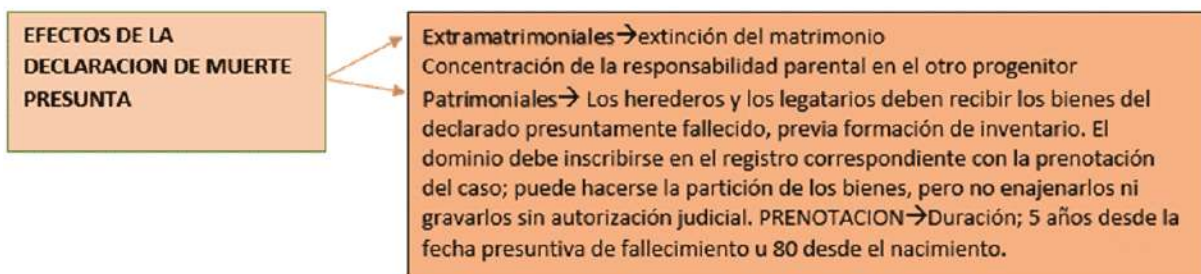 EFECTOS DE LA
DECLARACION DE MUERTE
PRESUNTA
Extramatrimoniales→extinción del matrimonio
Concentración de la responsabilidad parental en el otro progenitor
Patrimoniales→ Los herederos y los legatarios deben recibir los bienes del
declarado presuntamente fallecido, previa formación de inventario. El
dominio debe inscribirse en el registro correspondiente con la prenotación
del caso; puede hacerse la partición de los bienes, pero no enajenarlos ni
gravarlos sin autorización judicial. PRENOTACION→Duración; 5 años desde la
fecha presuntiva de fallecimiento u 80 desde el nacimiento.